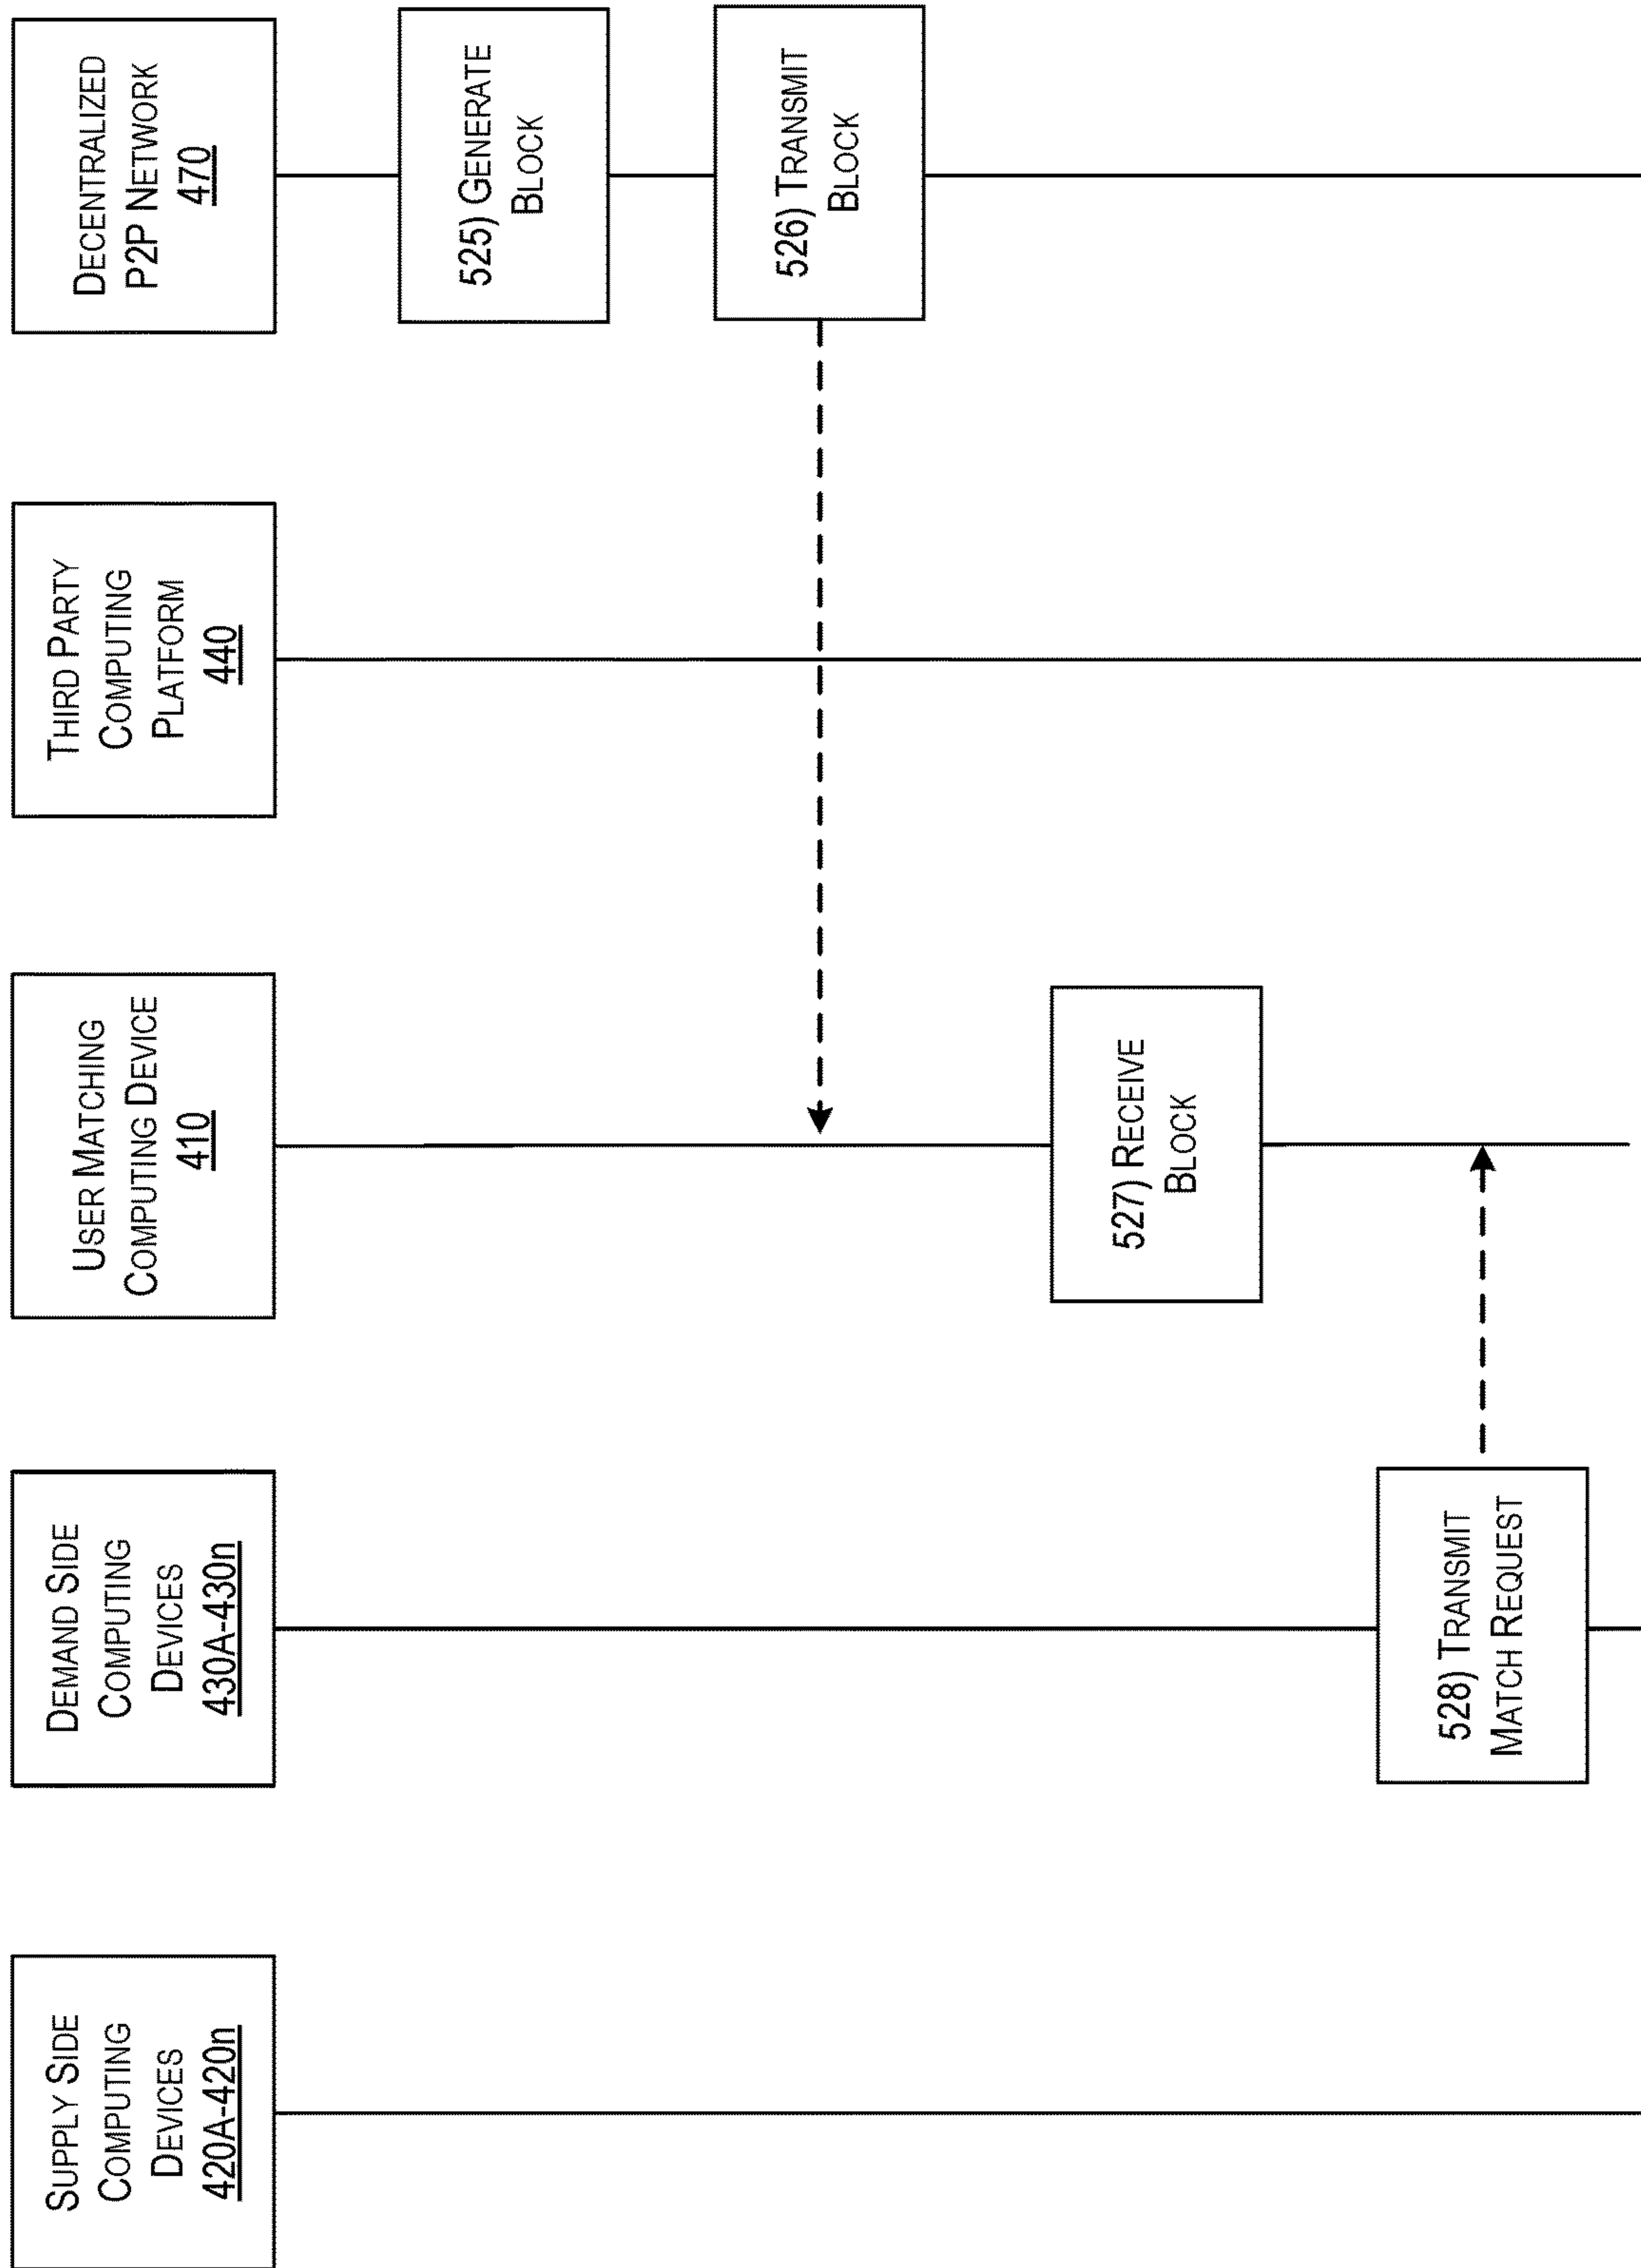 SUPPLY SIDE
COMPUTING
DEVICES
420A-420n
DEMAND SIDE
COMPUTING
DEVICES
430A-430n
USER MATCHING
COMPUTING DEVICE
410
THIRD PARTY
COMPUTING
PLATFORM
440
DECENTRALIZED
P2P NETWORK
470
525) GENERATE
BLOCK
526) TRANSMIT
BLOCK
527) RECEIVE
BLOCK
528) TRANSMIT
MATCH REQUEST